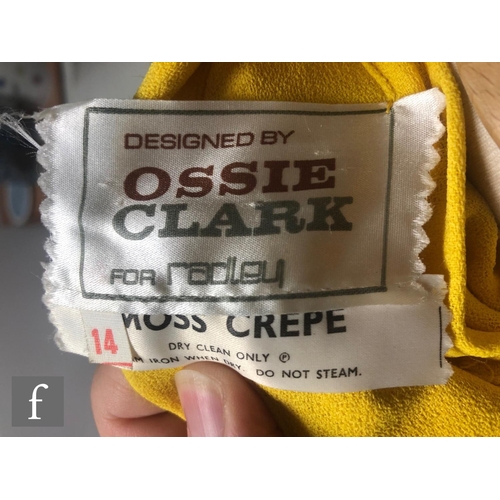 DESIGNED BY
OSSIE
CLARK
FOR radley
MOSS CREPE
14
DRY CLEAN ONLY Ⓟ
IRON WHEN DRY. DO NOT STEAM.
f